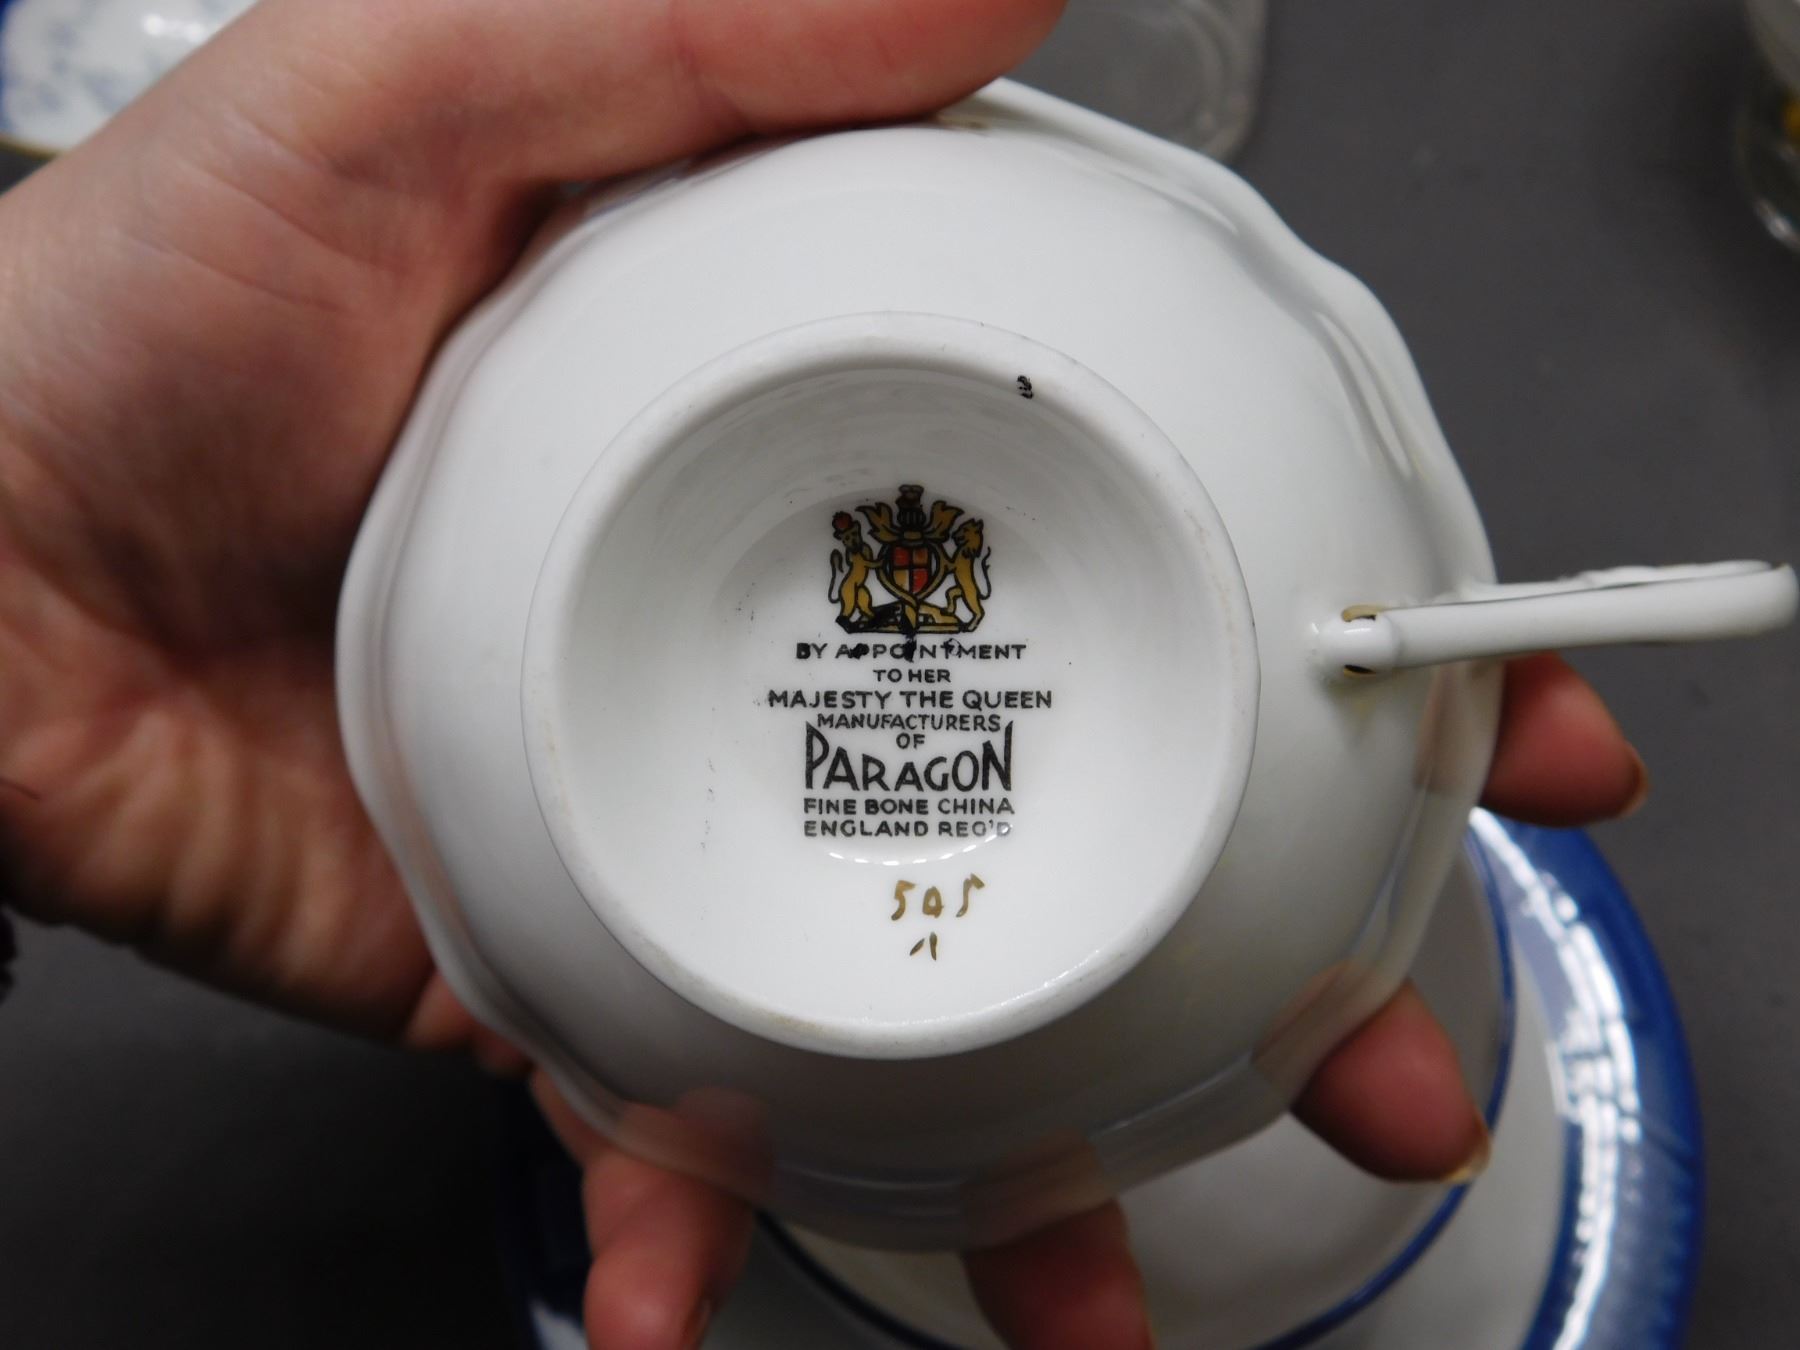 BY APPOINTMENT
TO HER
MAJESTY THE QUEEN
MANUFACTURERS
OF
PARAGON
FINE BONE CHINA
ENGLAND REG'D